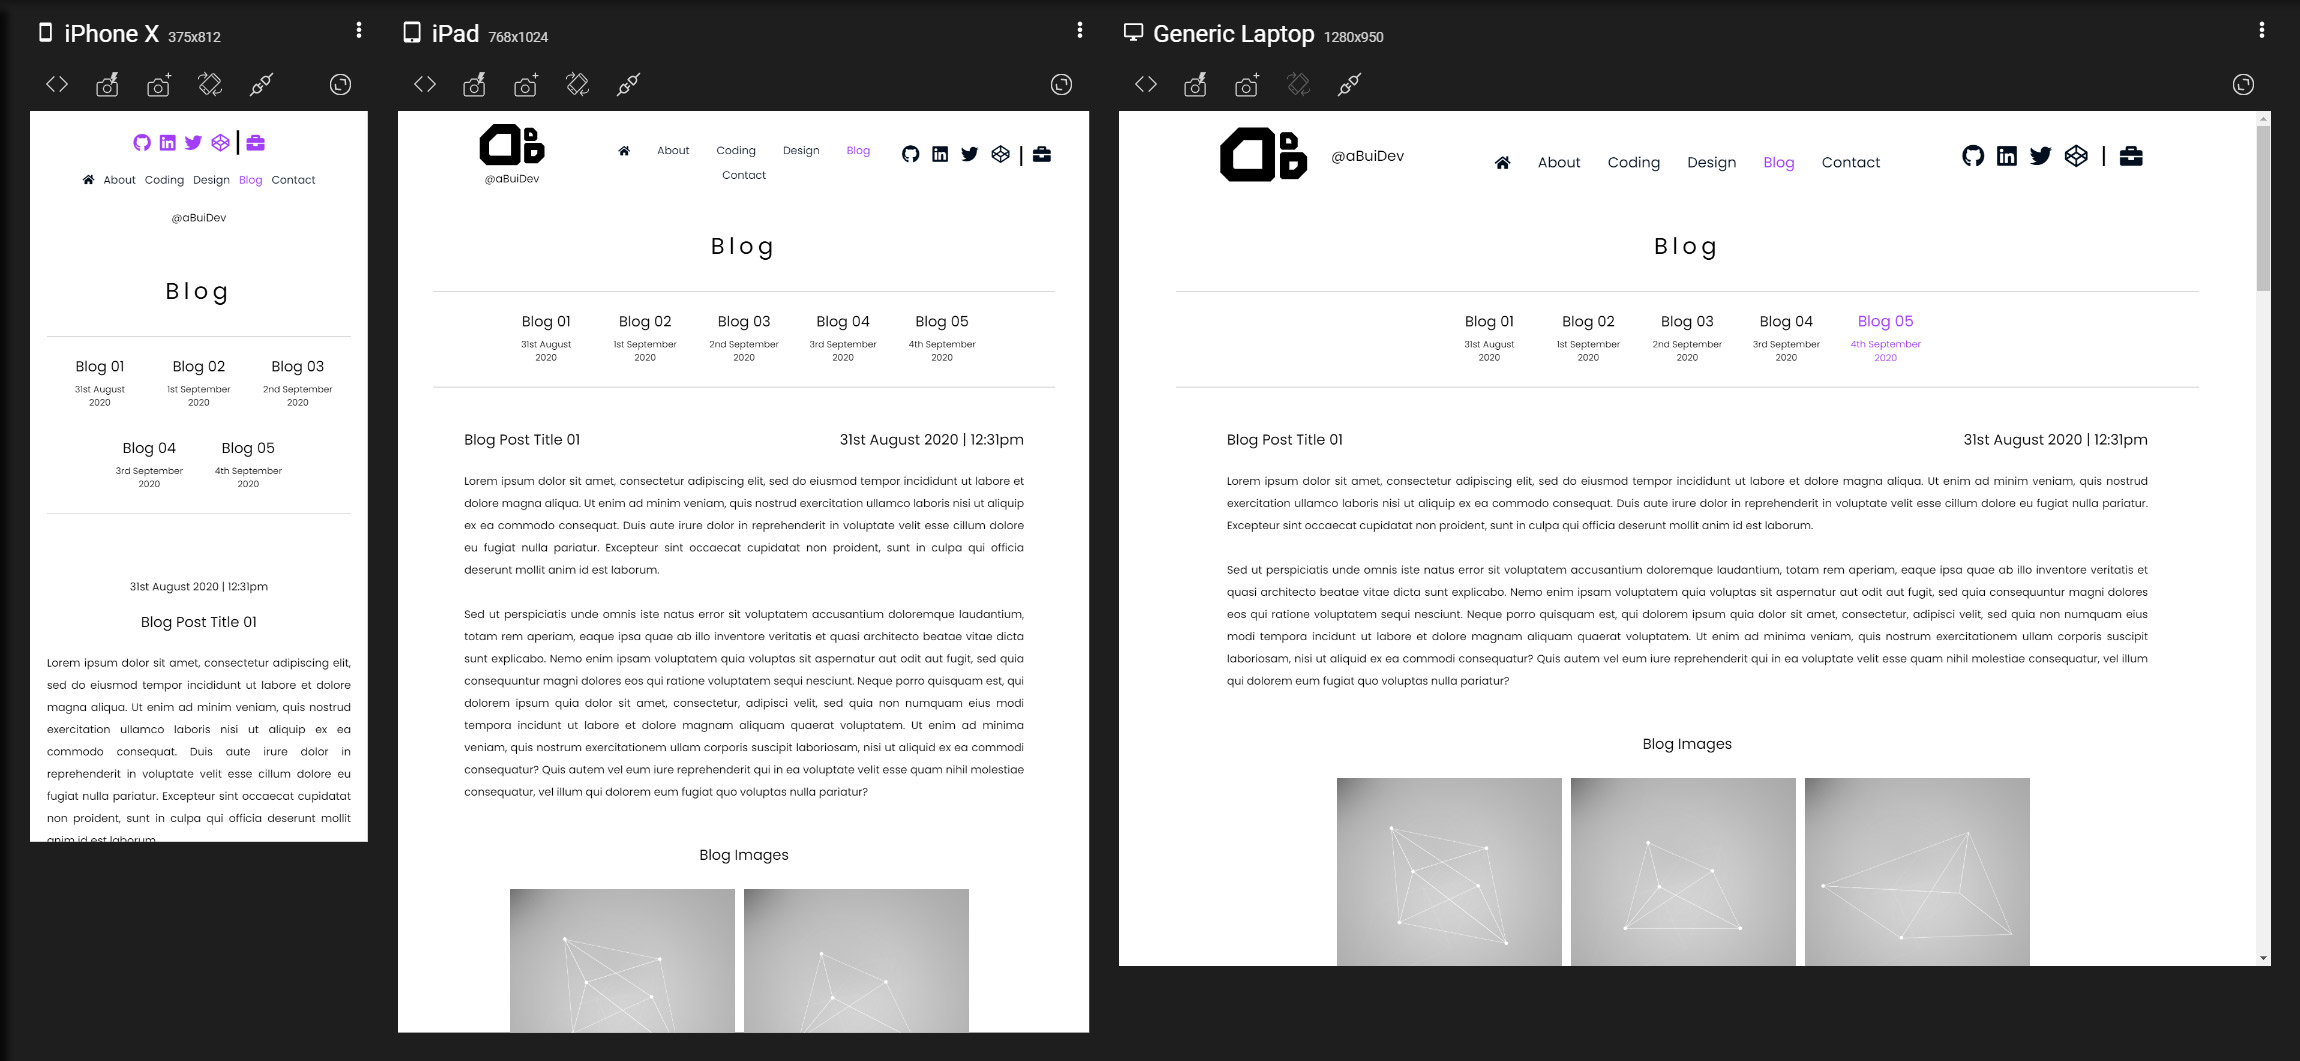 iPhone X 375x812
About Coding Design Blog Contact
@aBuiDev
Blog
Blog 01 Blog 02 Blog 03
31st August 1st September 2nd September
2020 2020 2020
Blog 04 Blog 05
3rd September 4th September
2020 2020
31st August 2020 | 12:31pm
Blog Post Title 01
Lorem ipsum dolor sit amet, consectetur adipiscing elit,
sed do eiusmod tempor incididunt ut labore et dolore
magna aliqua. Ut enim ad minim veniam, quis nostrud
exercitation ullamco laboris nisi ut aliquip ex ea
commodo consequat. Duis aute irure dolor in
reprehenderit in voluptate velit esse cillum dolore eu
fugiat nulla pariatur. Excepteur sint occaecat cupidatat
non proident, sunt in culpa qui officia deserunt mollit
anim id est laborum.
iPad 768x1024
@aBuiDev
About Coding Design Blog
Contact
Blog
Blog 01 Blog 02 Blog 03 Blog 04 Blog 05
31st August 1st September 2nd September 3rd September 4th September
2020 2020 2020 2020 2020
Blog Post Title 01 31st August 2020 | 12:31pm
Lorem ipsum dolor sit amet, consectetur adipiscing elit, sed do eiusmod tempor incididunt ut labore et
dolore magna aliqua. Ut enim ad minim veniam, quis nostrud exercitation ullamco laboris nisi ut aliquip
ex ea commodo consequat. Duis aute irure dolor in reprehenderit in voluptate velit esse cillum dolore
eu fugiat nulla pariatur. Excepteur sint occaecat cupidatat non proident, sunt in culpa qui officia
deserunt mollit anim id est laborum.
Sed ut perspiciatis unde omnis iste natus error sit voluptatem accusantium doloremque laudantium,
totam rem aperiam, eaque ipsa quae ab illo inventore veritatis et quasi architecto beatae vitae dicta
sunt explicabo. Nemo enim ipsam voluptatem quia voluptas sit aspernatur aut odit aut fugit, sed quia
consequuntur magni dolores eos qui ratione voluptatem sequi nesciunt. Neque porro quisquam est, qui
dolorem ipsum quia dolor sit amet, consectetur, adipisci velit, sed quia non numquam eius modi
tempora incidunt ut labore et dolore magnam aliquam quaerat voluptatem. Ut enim ad minima
veniam, quis nostrum exercitationem ullam corporis suscipit laboriosam, nisi ut aliquid ex ea commodi
consequatur? Quis autem vel eum iure reprehenderit qui in ea voluptate velit esse quam nihil molestiae
consequatur, vel illum qui dolorem eum fugiat quo voluptas nulla pariatur?
Blog Images
Generic Laptop 1280x950
@aBuiDev About Coding Design Blog Contact
Blog
Blog 01 Blog 02 Blog 03 Blog 04 Blog 05
31st August 1st September 2nd September 3rd September 4th September
2020 2020 2020 2020 2020
Blog Post Title 01 31st August 2020 | 12:31pm
Lorem ipsum dolor sit amet, consectetur adipiscing elit, sed do eiusmod tempor incididunt ut labore et dolore magna aliqua. Ut enim ad minim veniam, quis nostrud
exercitation ullamco laboris nisi ut aliquip ex ea commodo consequat. Duis aute irure dolor in reprehenderit in voluptate velit esse cillum dolore eu fugiat nulla pariatur.
Excepteur sint occaecat cupidatat non proident, sunt in culpa qui officia deserunt mollit anim id est laborum.
Sed ut perspiciatis unde omnis iste natus error sit voluptatem accusantium doloremque laudantium, totam rem aperiam, eaque ipsa quae ab illo inventore veritatis et
quasi architecto beatae vitae dicta sunt explicabo. Nemo enim ipsam voluptatem quia voluptas sit aspernatur aut odit aut fugit, sed quia consequuntur magni dolores
eos qui ratione voluptatem sequi nesciunt. Neque porro quisquam est, qui dolorem ipsum quia dolor sit amet, consectetur, adipisci velit, sed quia non numquam eius
modi tempora incidunt ut labore et dolore magnam aliquam quaerat voluptatem. Ut enim ad minima veniam, quis nostrum exercitationem ullam corporis suscipit
laboriosam, nisi ut aliquid ex ea commodi consequatur? Quis autem vel eum iure reprehenderit qui in ea voluptate velit esse quam nihil molestiae consequatur, vel illum
qui dolorem eum fugiat quo voluptas nulla pariatur?
Blog Images